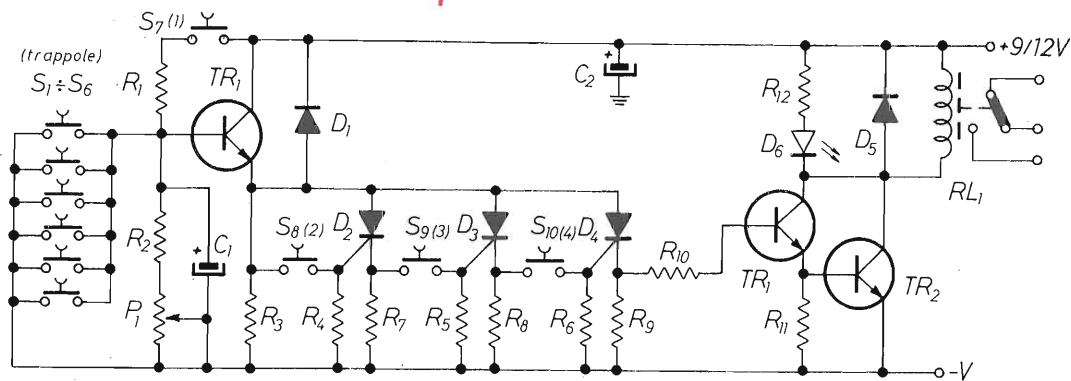 S7(1)
(trappole)
S1÷S6
R1
TR1
D1
C2
+
+9/12V
R12
D6
D5
RL1
R2
C1
+
P1
S8(2)
D2
S9(3)
D3
S10(4)
D4
R3
R4
R7
R5
R8
R6
R9
R10
TR1
R11
TR2
-V